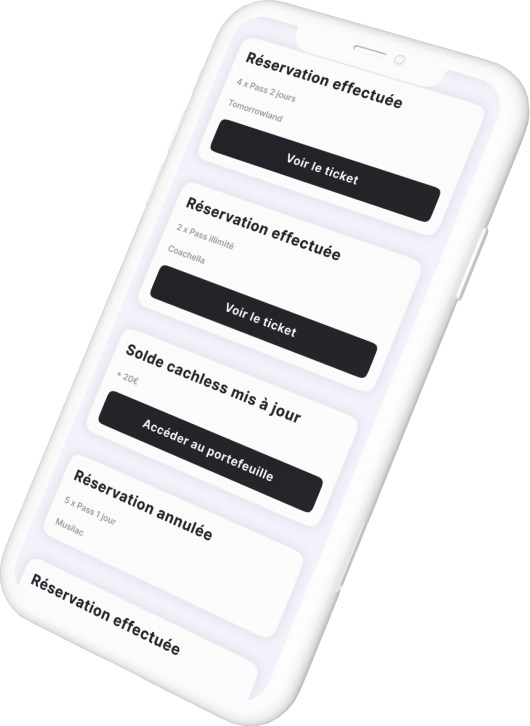 Réservation effectuée
4 x Pass 2 jours
Tomorrowland
Voir le ticket
Réservation effectuée
2 x Pass illimité
Coachella
Voir le ticket
Solde cachless mis à jour
+ 20€
Accéder au portefeuille
Réservation annulée
5 x Pass 1 jour
Musilac
Réservation effectuée